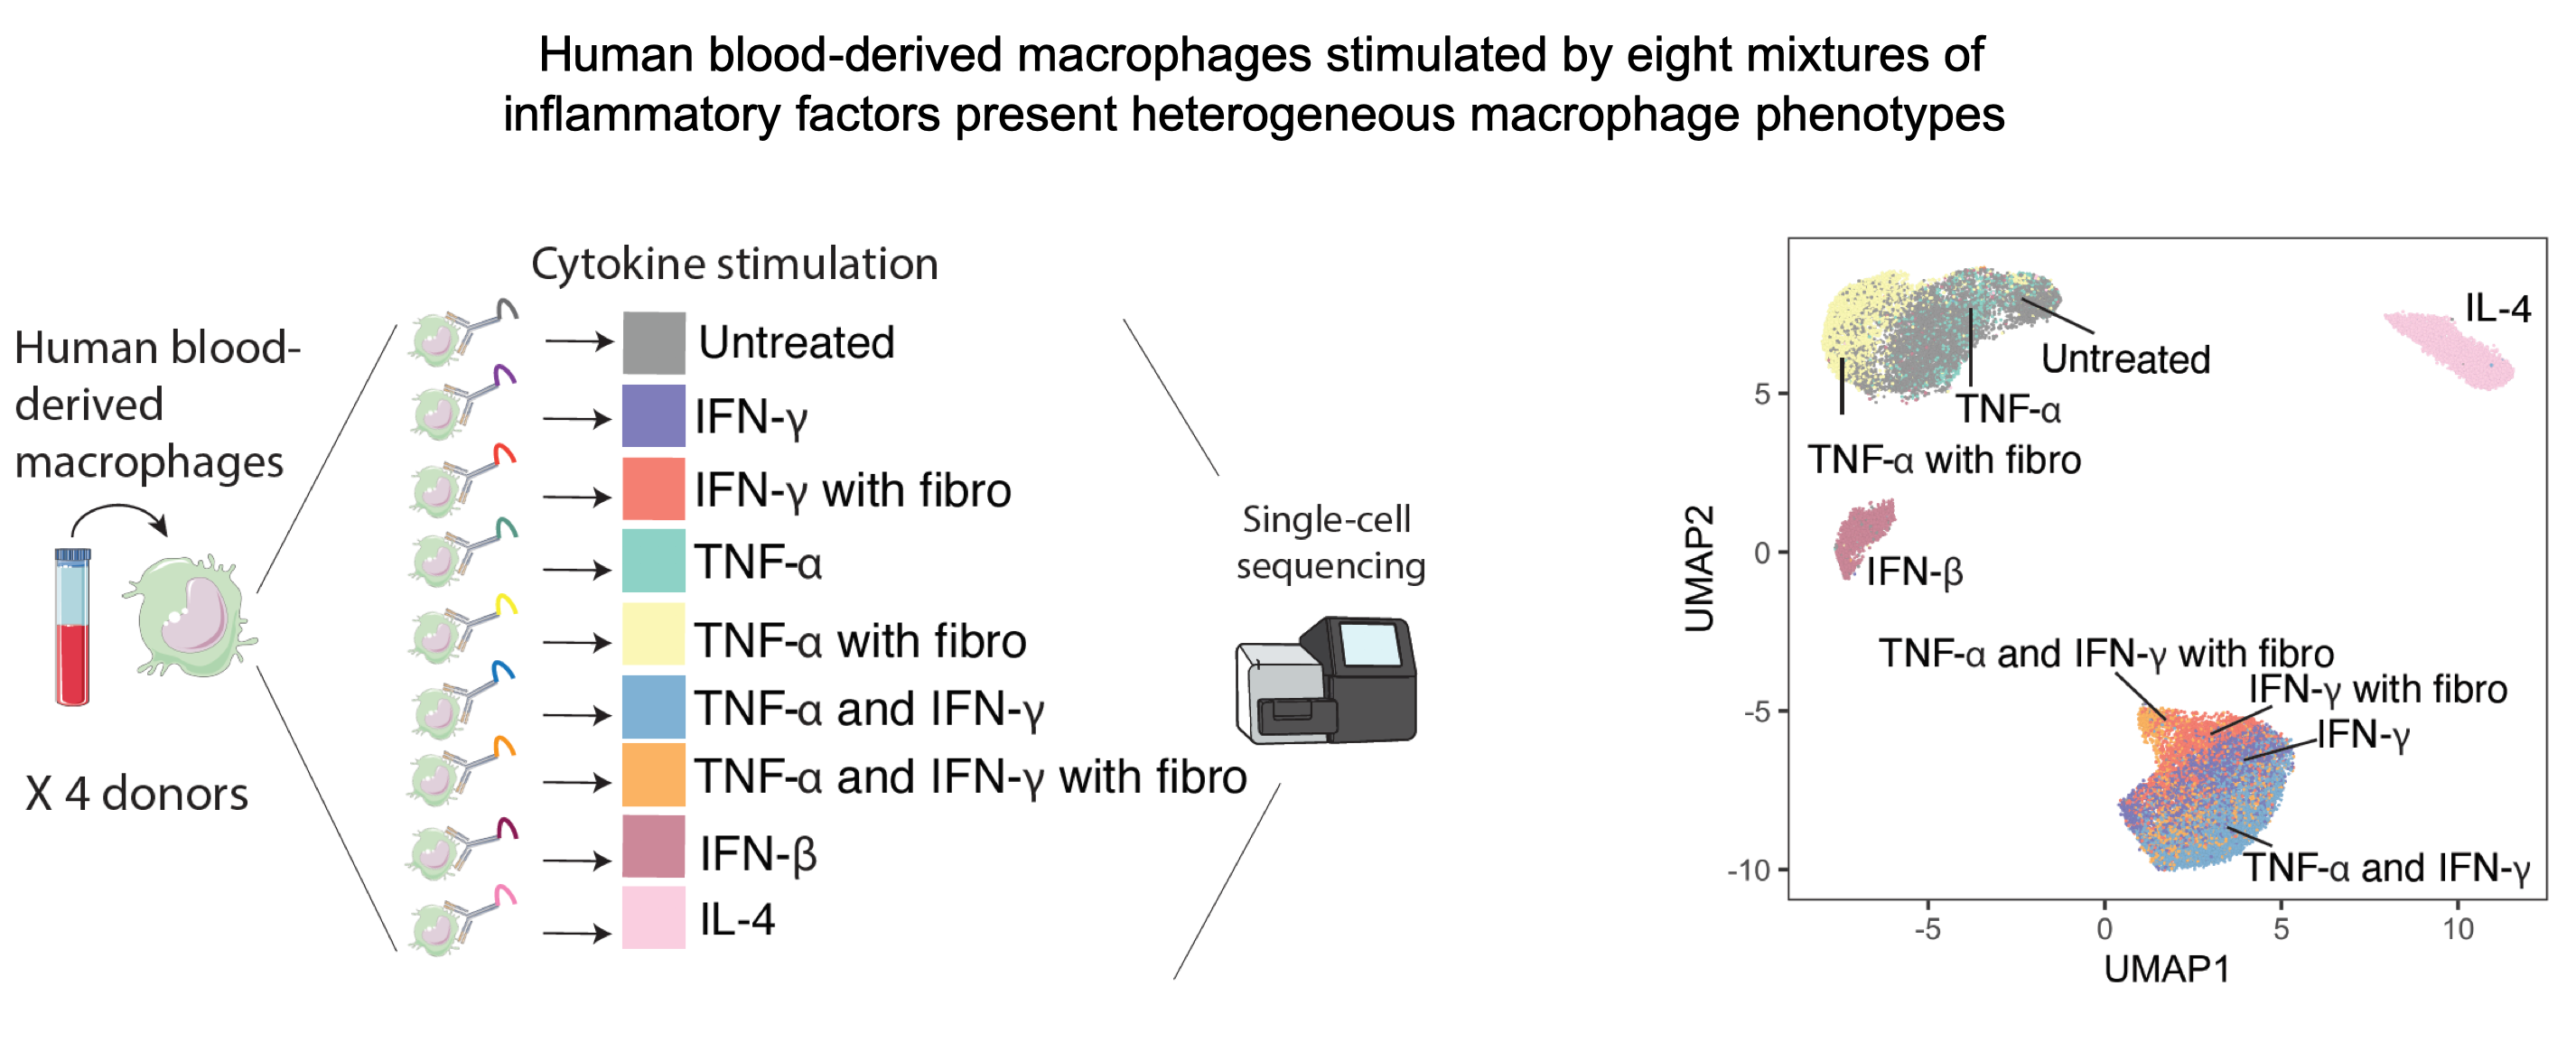 Human blood-derived macrophages stimulated by eight mixtures of
inflammatory factors present heterogeneous macrophage phenotypes
Human blood-
derived
macrophages
X 4 donors
Cytokine stimulation
Untreated
IFN-γ
IFN-γ with fibro
TNF-α
TNF-α with fibro
TNF-α and IFN-γ
TNF-α and IFN-γ with fibro
IFN-β
IL-4
Single-cell
sequencing
UMAP2
5
0
-5
-10
IL-4
Untreated
TNF-α
TNF-α with fibro
IFN-β
TNF-α and IFN-γ with fibro
IFN-γ with fibro
IFN-γ
TNF-α and IFN-γ
-5
0
5
10
UMAP1